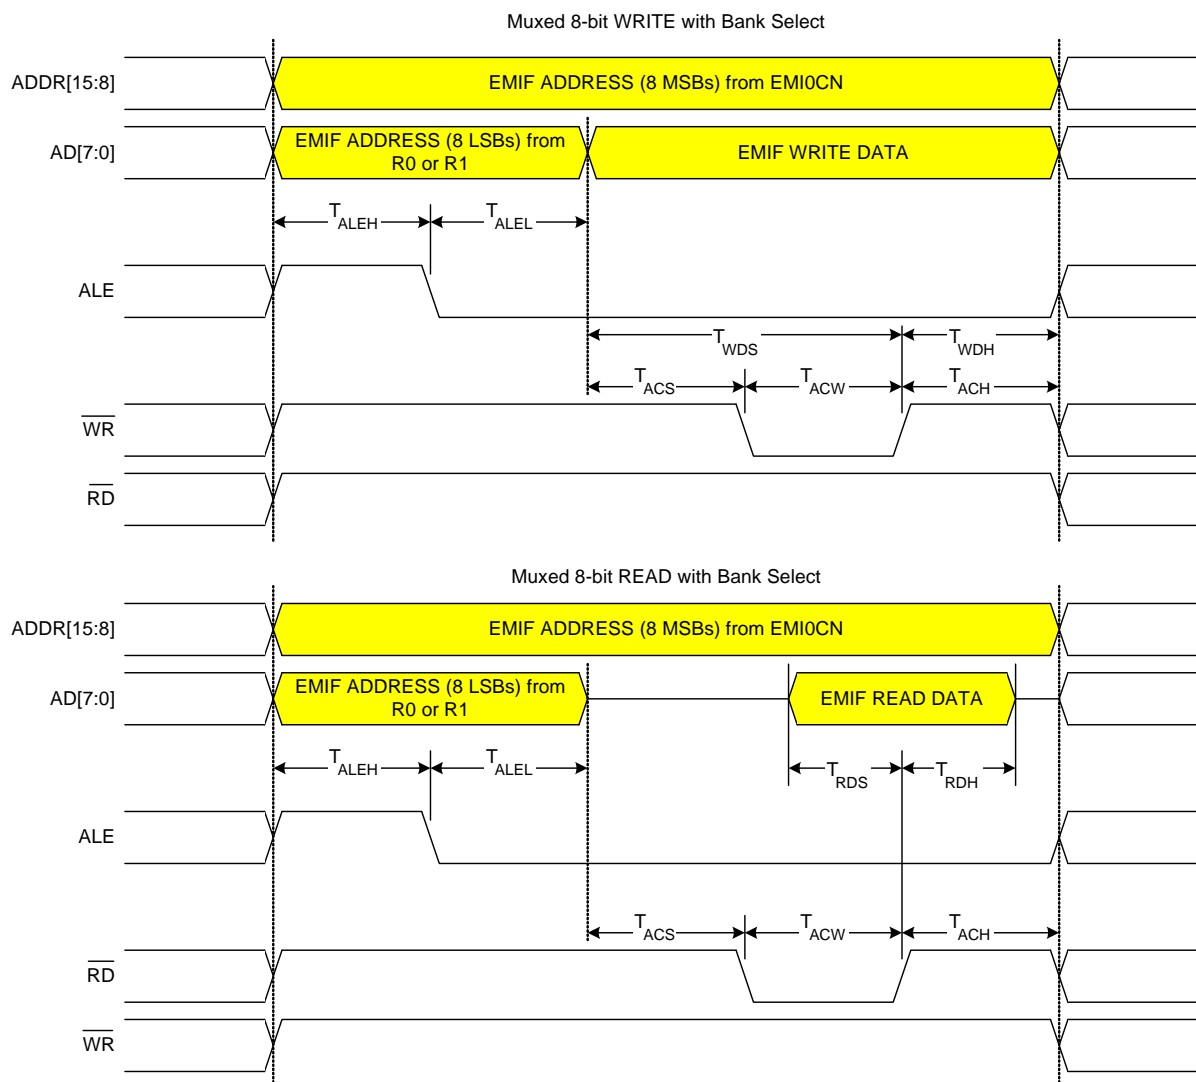 Muxed 8-bit WRITE with Bank Select
ADDR[15:8]
EMIF ADDRESS (8 MSBs) from EMI0CN
AD[7:0]
EMIF ADDRESS (8 LSBs) from
R0 or R1
EMIF WRITE DATA
TALEH
TALEL
ALE
TWDS
TWDH
TACS
TACW
TACH
WR
RD
Muxed 8-bit READ with Bank Select
ADDR[15:8]
EMIF ADDRESS (8 MSBs) from EMI0CN
AD[7:0]
EMIF ADDRESS (8 LSBs) from
R0 or R1
EMIF READ DATA
TALEH
TALEL
TRDS
TRDH
ALE
TACS
TACW
TACH
RD
WR